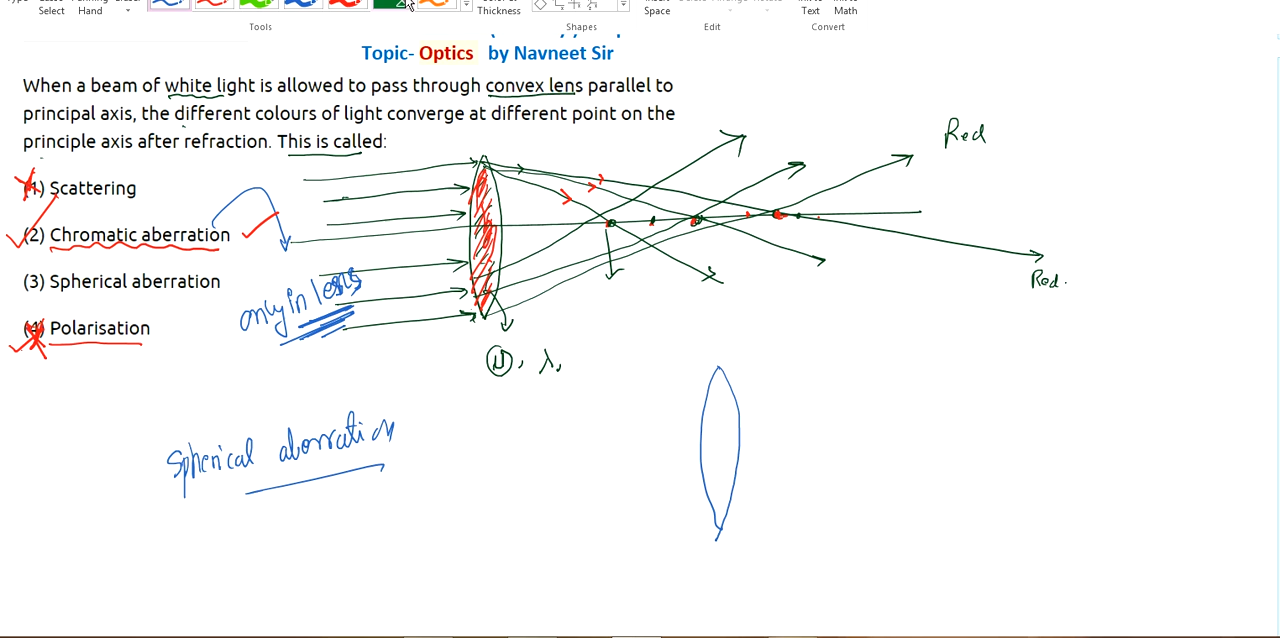 Select
Hand
Thickness
Space
Text
Math
Tools
Shapes
Edit
Convert
Topic- Optics by Navneet Sir
When a beam of white light is allowed to pass through convex lens parallel to
principal axis, the different colours of light converge at different point on the
principle axis after refraction. This is called:
(1) Scattering
(2) Chromatic aberration
(3) Spherical aberration
(4) Polarisation
only in lens
Red
Red.
λ,
Spherical aborration